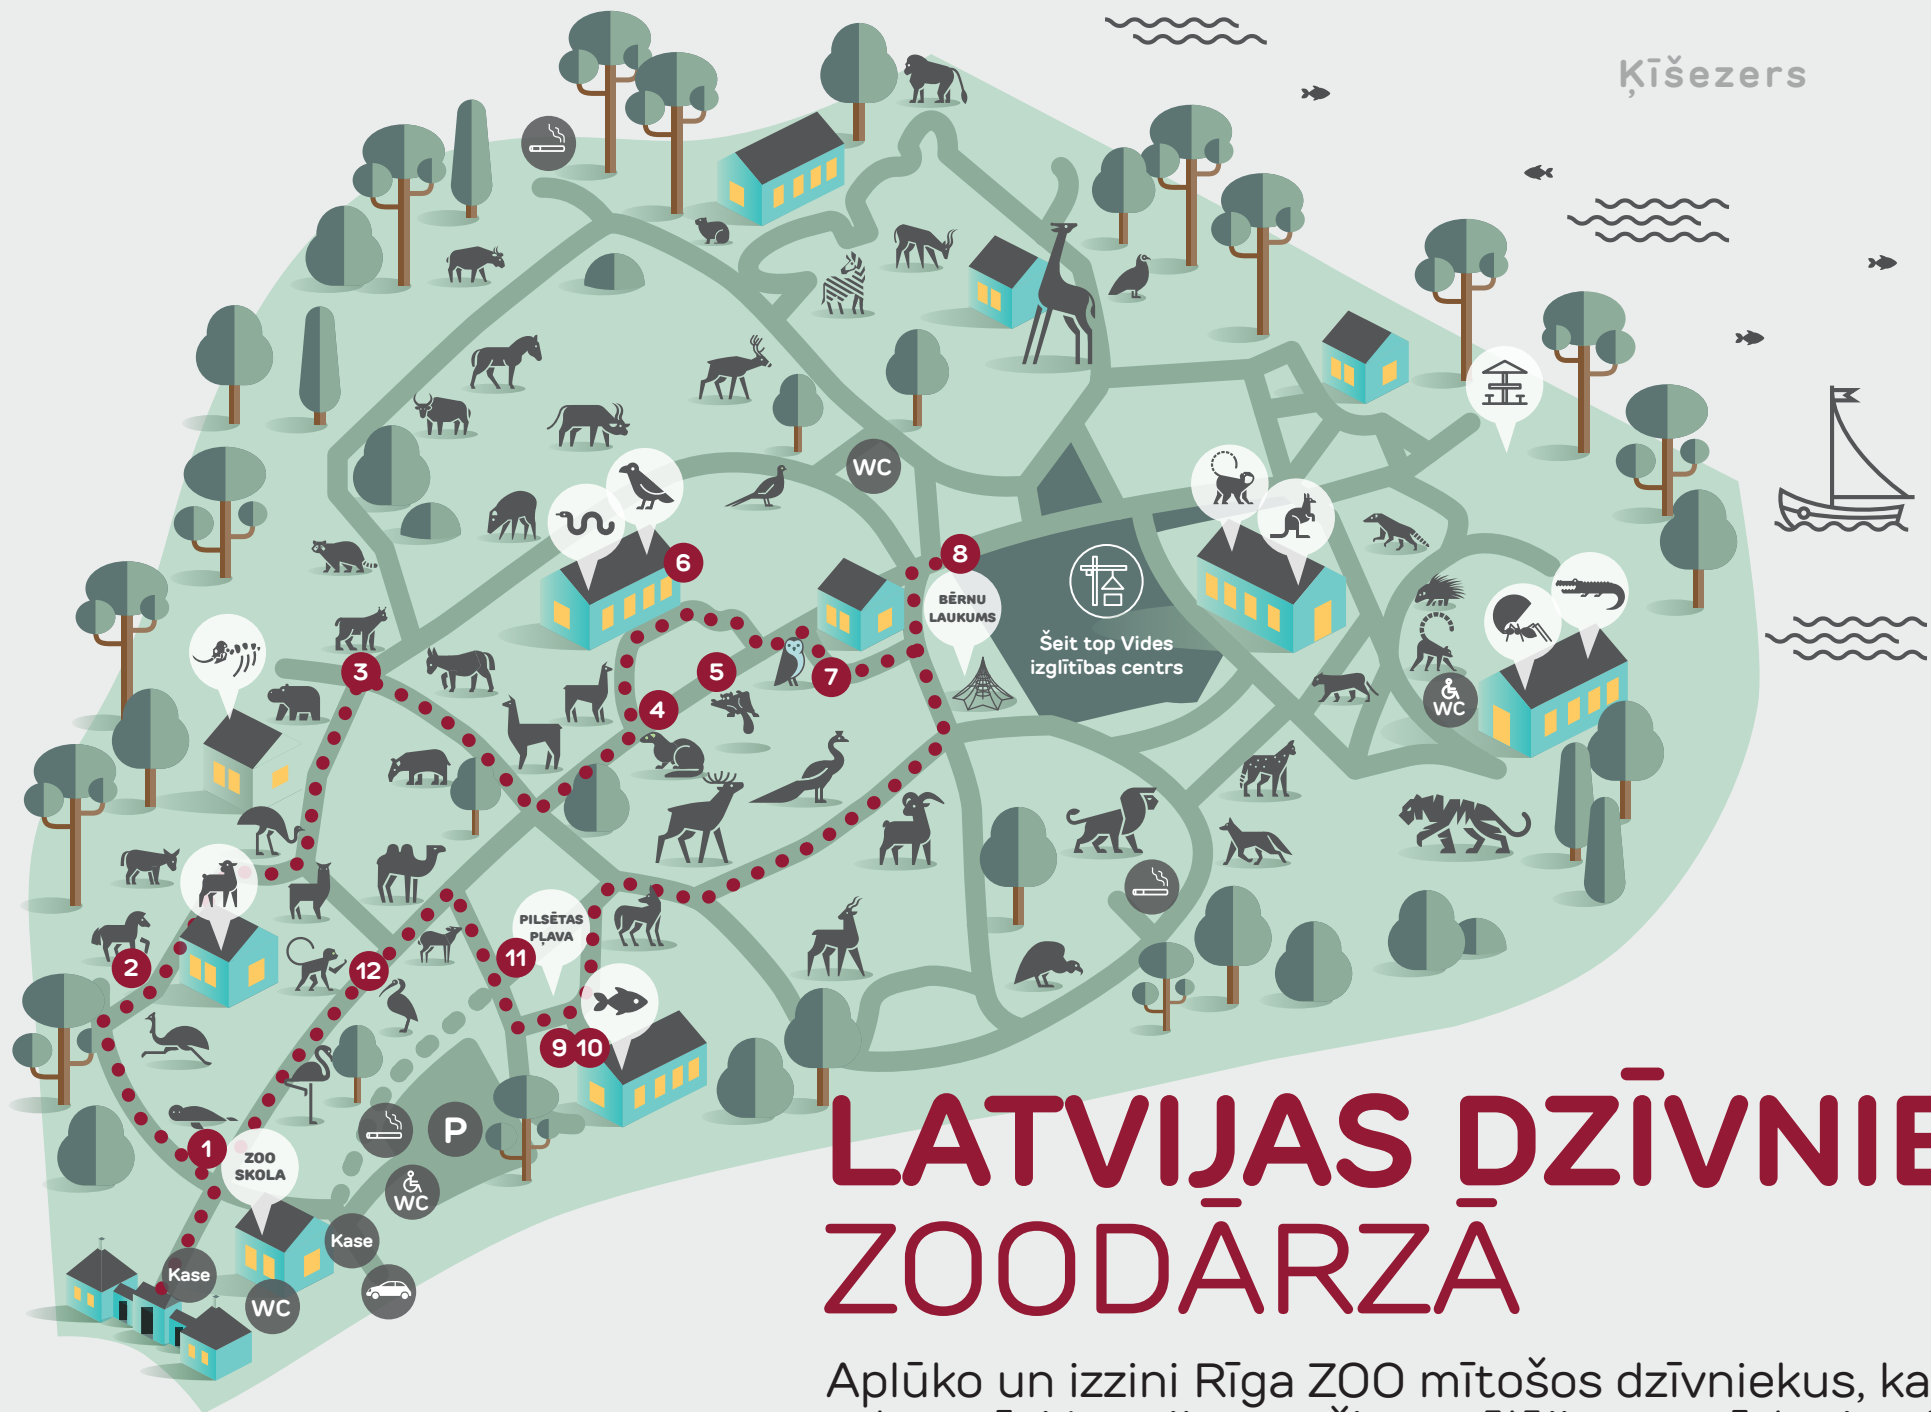 Ķīšezers
WC
8
6
BĒRNU
LAUKUMS
Šeit top Vides
izglītības centrs
3
5
7
4
WC
PILSĒTAS
PĻAVA
2
12
11
9
10
1
ZOO
SKOLA
P
WC
Kase
Kase
WC
LATVIJAS DZĪVNIE
ZOODĀRZĀ
Aplūko un izzini Rīga ZOO mītošos dzīvniekus, ka